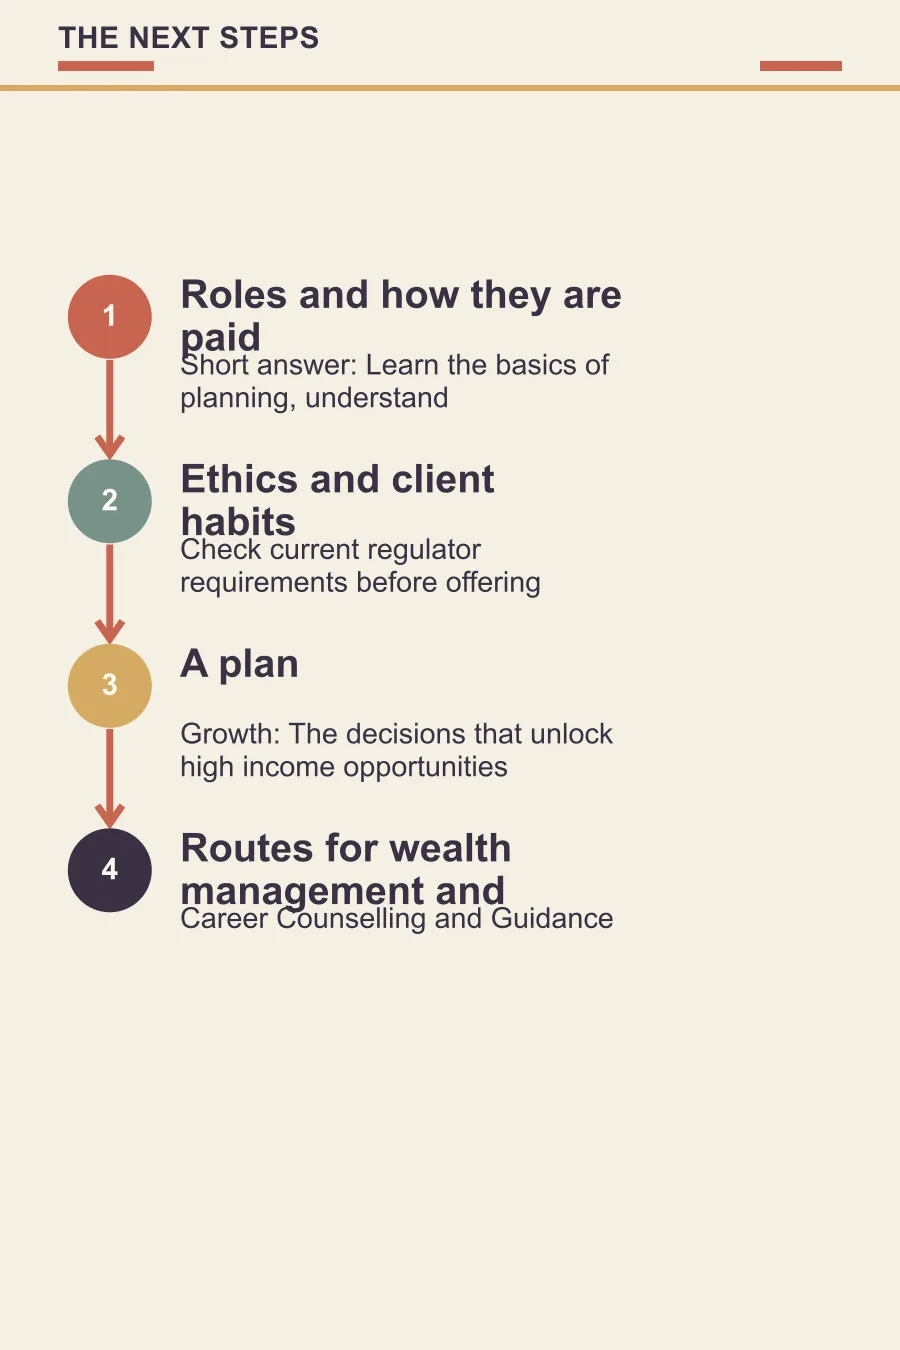 THE NEXT STEPS
1
Roles and how they are
paid
Short answer: Learn the basics of
planning, understand
2
Ethics and client
habits
Check current regulator
requirements before offering
3
A plan
Growth: The decisions that unlock
high income opportunities
4
Routes for wealth
management and
Career Counselling and Guidance